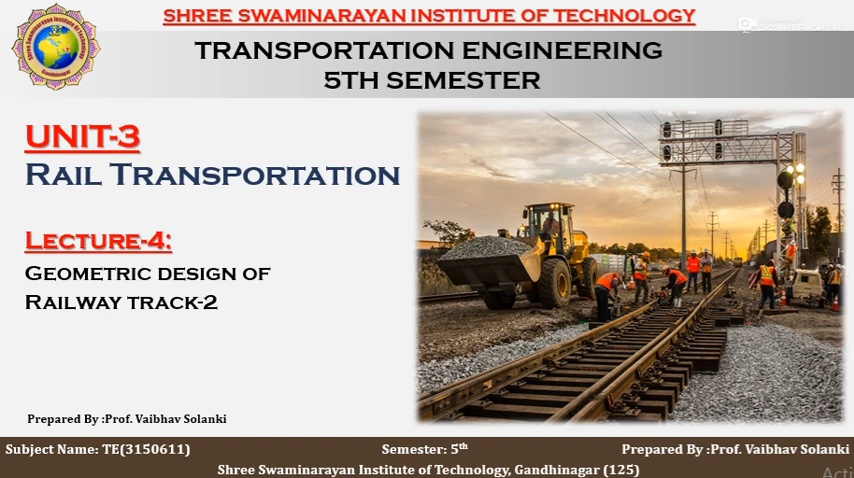 SHREE SWAMINARAYAN INSTITUTE OF TECHNOLOGY
TRANSPORTATION ENGINEERING
5TH SEMESTER
UNIT-3
RAIL TRANSPORTATION
LECTURE-4:
GEOMETRIC DESIGN OF
RAILWAY TRACK-2
Prepared By :Prof. Vaibhav Solanki
Subject Name: TE(3150611) Semester: 5th Prepared By :Prof. Vaibhav Solanki
Shree Swaminarayan Institute of Technology, Gandhinagar (125)